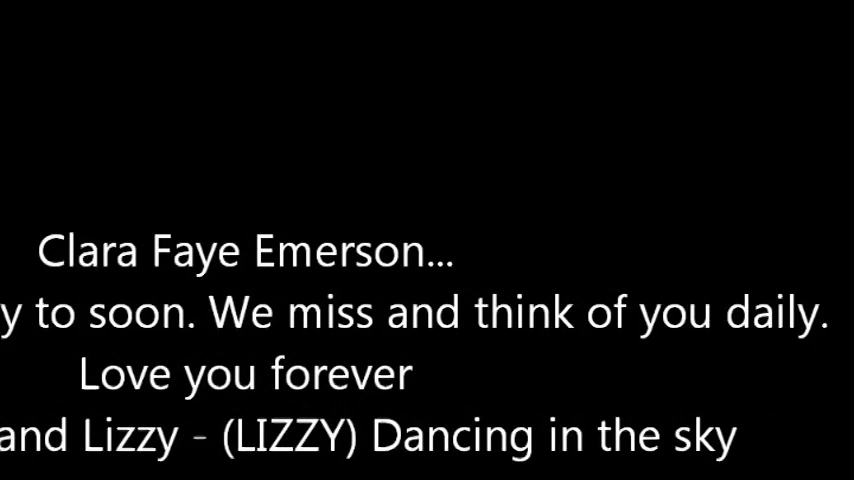 Clara Faye Emerson...
y to soon. We miss and think of you daily.
Love you forever
and Lizzy - (LIZZY) Dancing in the sky